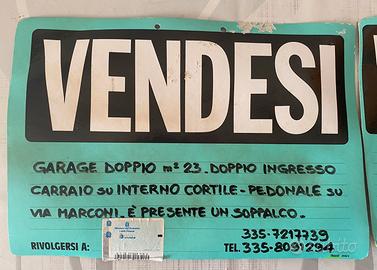 VENDESI
GARAGE DOPPIO m² 23. DOPPIO INGRESSO
CARRAIO SU INTERNO CORTILE - PEDONALE SU
VIA MARCONI. È PRESENTE UN SOPPALCO.
335-7217739
RIVOLGERSI A: TEL. 335-8091294